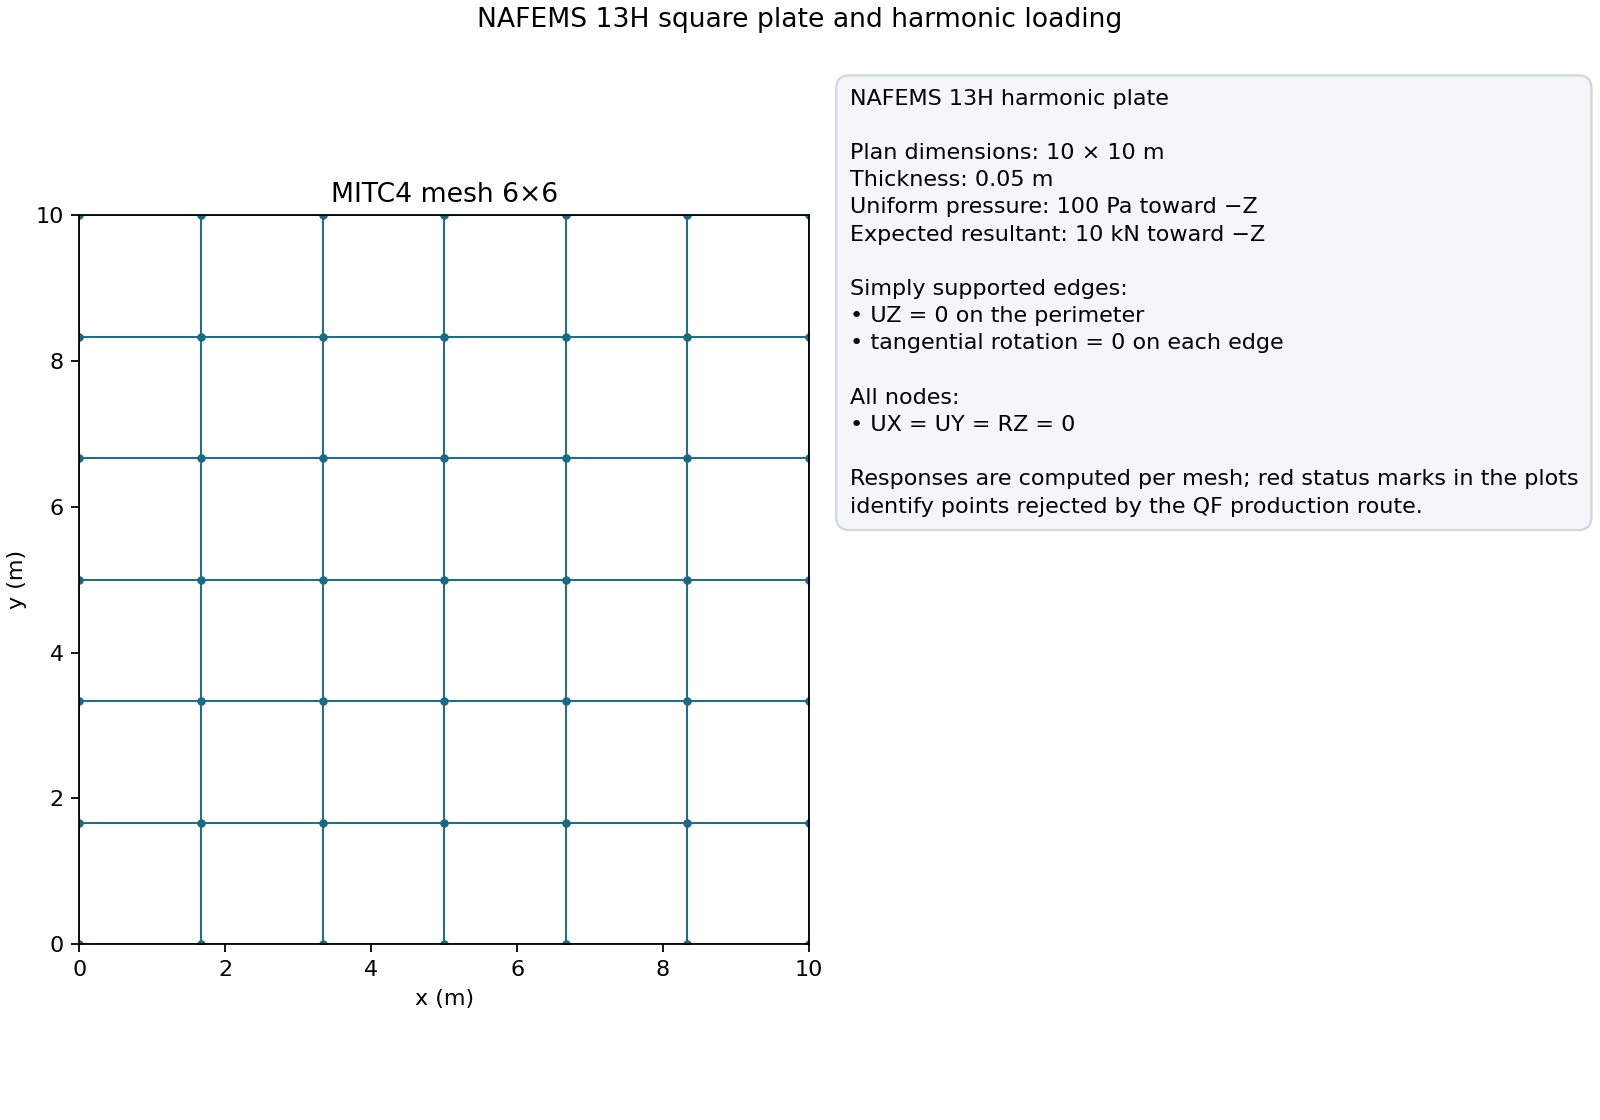 NAFEMS 13H square plate and harmonic loading
MITC4 mesh 6×6
10
8
6
4
2
0
y (m)
0 2 4 6 8 10
x (m)
NAFEMS 13H harmonic plate
Plan dimensions: 10 × 10 m
Thickness: 0.05 m
Uniform pressure: 100 Pa toward −Z
Expected resultant: 10 kN toward −Z
Simply supported edges:
• UZ = 0 on the perimeter
• tangential rotation = 0 on each edge
All nodes:
• UX = UY = RZ = 0
Responses are computed per mesh; red status marks in the plots
identify points rejected by the QF production route.